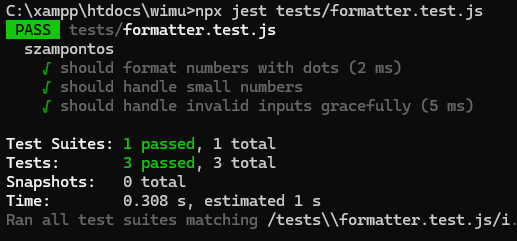 C:\xampp\htdocs\wimu>npx jest tests/formatter.test.js
PASS tests/formatter.test.js
szampontos
√ should format numbers with dots (2 ms)
√ should handle small numbers
√ should handle invalid inputs gracefully (5 ms)
Test Suites: 1 passed, 1 total
Tests: 3 passed, 3 total
Snapshots: 0 total
Time: 0.308 s, estimated 1 s
Ran all test suites matching /tests\\formatter.test.js/i.